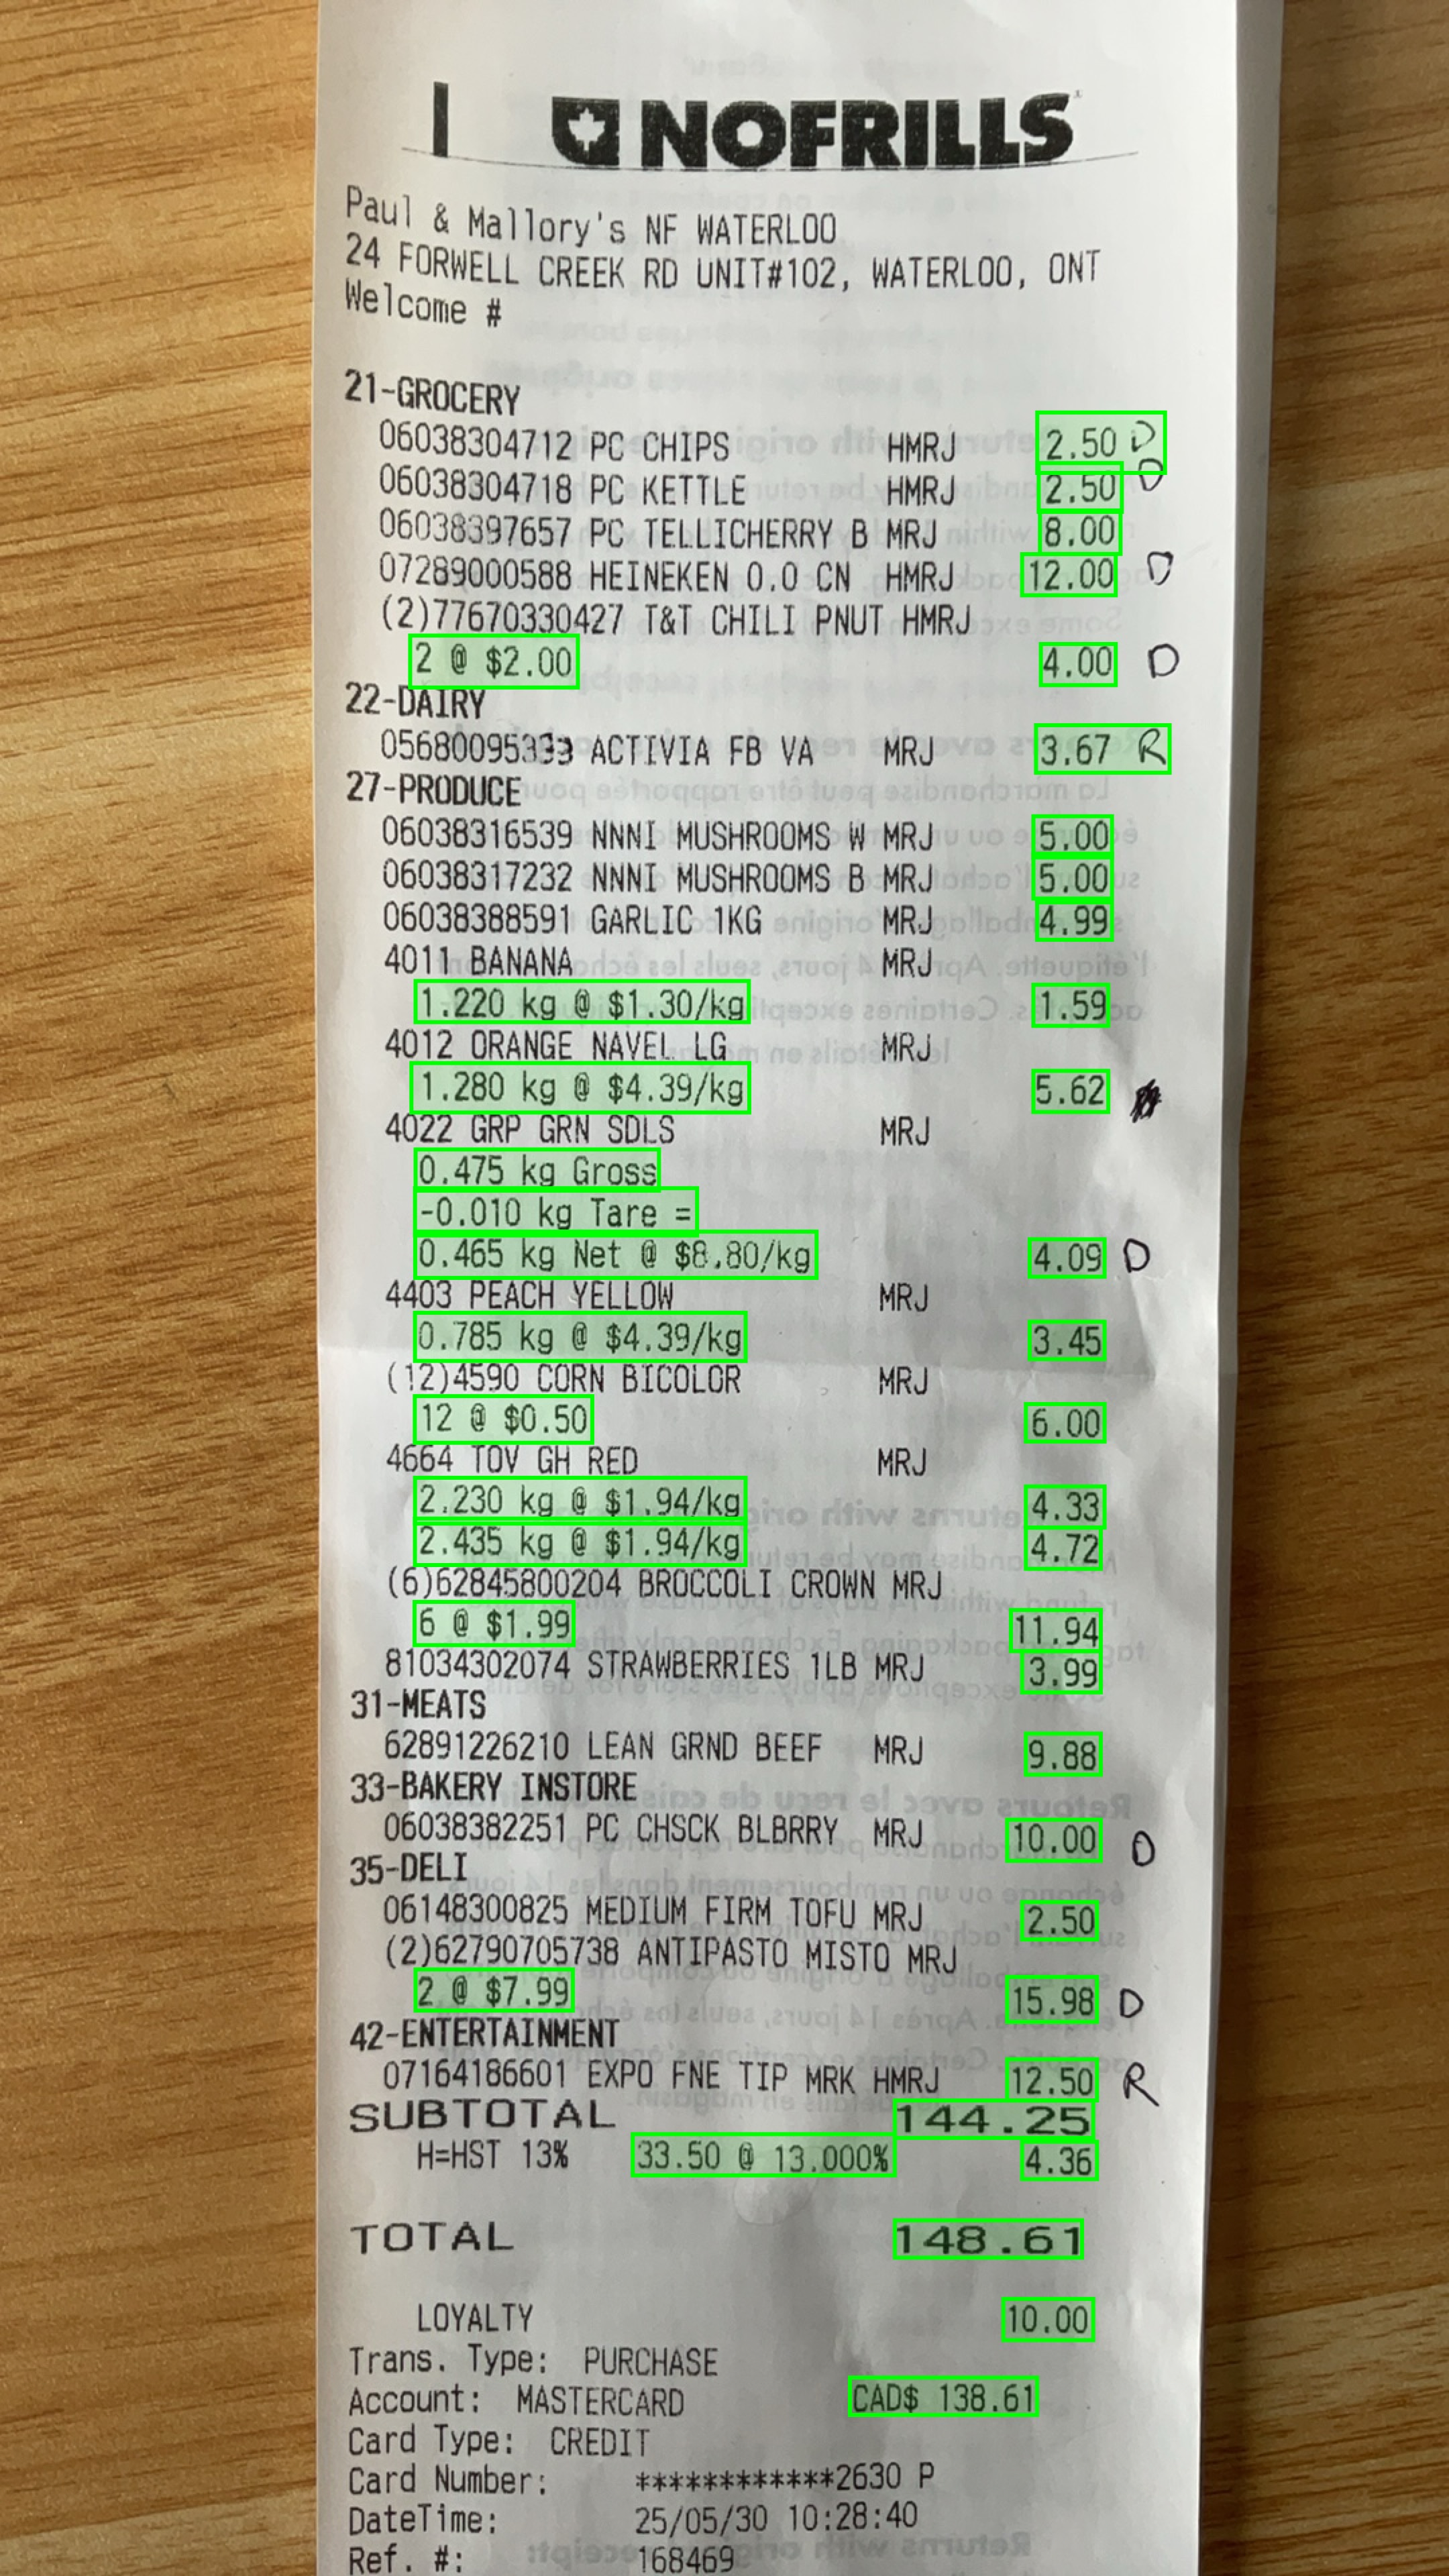 NOFRILLS
Paul & Mallory's NF WATERLOO
24 FORWELL CREEK RD UNIT#102, WATERLOO, ONT
Welcome #
21-GROCERY
06038304712 PC CHIPS HMRJ 2.50 D
06038304718 PC KETTLE HMRJ 2.50 D
06038397657 PC TELLICHERRY B MRJ 8.00
07289000588 HEINEKEN 0.0 CN HMRJ 12.00 D
(2)77670330427 T&T CHILI PNUT HMRJ
2 @ $2.00 4.00 D
22-DAIRY
05680095333 ACTIVIA FB VA MRJ 3.67 R
27-PRODUCE
06038316539 NNNI MUSHROOMS W MRJ 5.00
06038317232 NNNI MUSHROOMS B MRJ 5.00
06038388591 GARLIC 1KG MRJ 4.99
4011 BANANA MRJ
1.220 kg @ $1.30/kg 1.59
4012 ORANGE NAVEL LG MRJ
1.280 kg @ $4.39/kg 5.62
4022 GRP GRN SDLS MRJ
0.475 kg Gross
-0.010 kg Tare =
0.465 kg Net @ $8.80/kg 4.09 D
4403 PEACH YELLOW MRJ
0.785 kg @ $4.39/kg 3.45
(12)4590 CORN BICOLOR MRJ
12 @ $0.50 6.00
4664 TOV GH RED MRJ
2.230 kg @ $1.94/kg 4.33
2.435 kg @ $1.94/kg 4.72
(6)62845800204 BROCCOLI CROWN MRJ
6 @ $1.99 11.94
81034302074 STRAWBERRIES 1LB MRJ 3.99
31-MEATS
62891226210 LEAN GRND BEEF MRJ 9.88
33-BAKERY INSTORE
06038382251 PC CHSCK BLBRRY MRJ 10.00 D
35-DELI
06148300825 MEDIUM FIRM TOFU MRJ 2.50
(2)62790705738 ANTIPASTO MISTO MRJ
2 @ $7.99 15.98 D
42-ENTERTAINMENT
07164186601 EXPO FNE TIP MRK HMRJ 12.50 R
SUBTOTAL 144.25
H=HST 13% 33.50 @ 13.000% 4.36
TOTAL 148.61
LOYALTY 10.00
Trans. Type: PURCHASE
Account: MASTERCARD CAD$ 138.61
Card Type: CREDIT
Card Number: ************2630 P
DateTime: 25/05/30 10:28:40
Ref. #: 168469